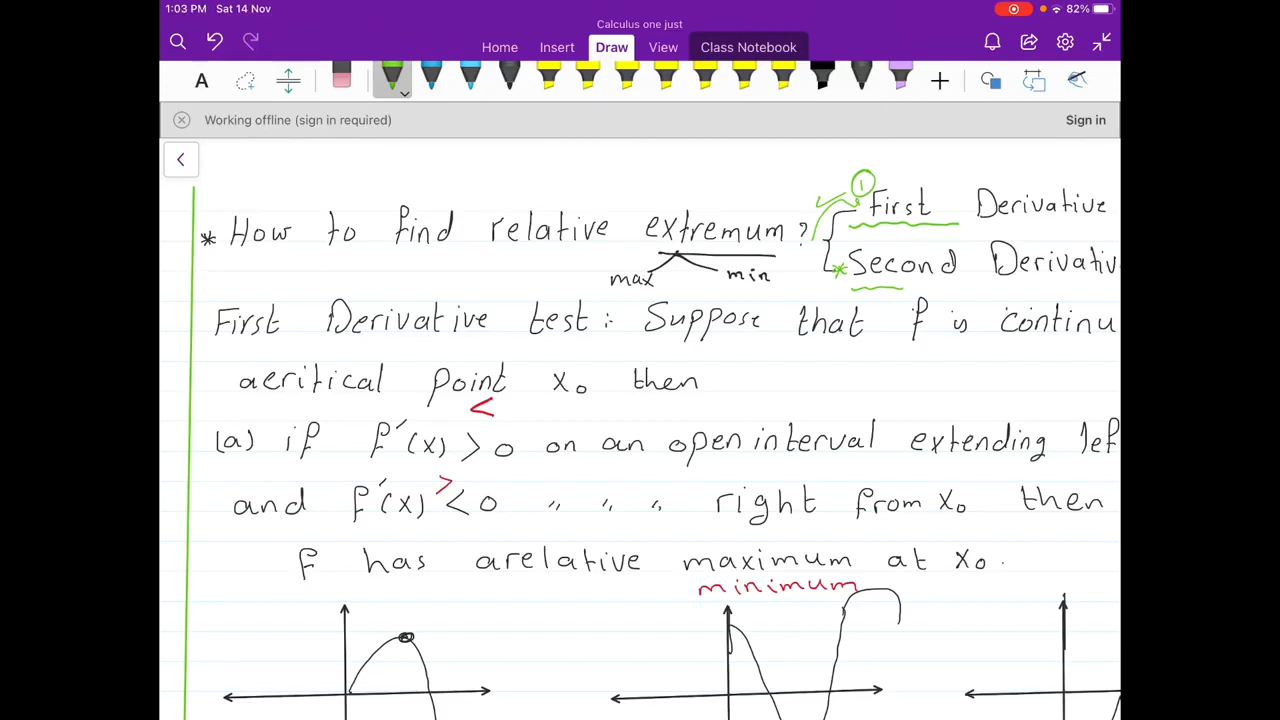 1:03 PM Sat 14 Nov
82%
Calculus one just
Home Insert Draw View Class Notebook
A
Working offline (sign in required) Sign in
* How to find relative extremum?
max min
① First Derivative
* Second Derivativ
First Derivative test: Suppose that f is continu
a critical point x₀ then
<
(a) if f'(x) > 0 on an open interval extending lef
>
and f'(x) < 0 " " " right from x₀ then
f has a relative maximum at x₀.
minimum